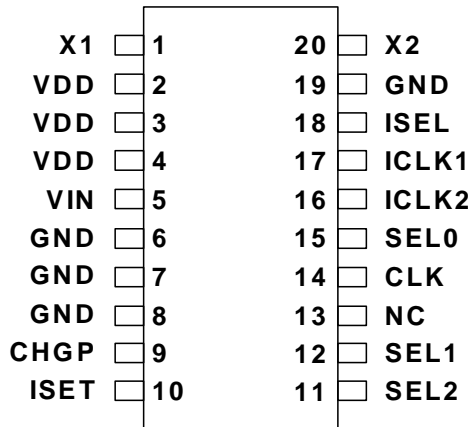 X1 1 20 X2
VDD 2 19 GND
VDD 3 18 ISEL
VDD 4 17 ICLK1
VIN 5 16 ICLK2
GND 6 15 SEL0
GND 7 14 CLK
GND 8 13 NC
CHGP 9 12 SEL1
ISET 10 11 SEL2